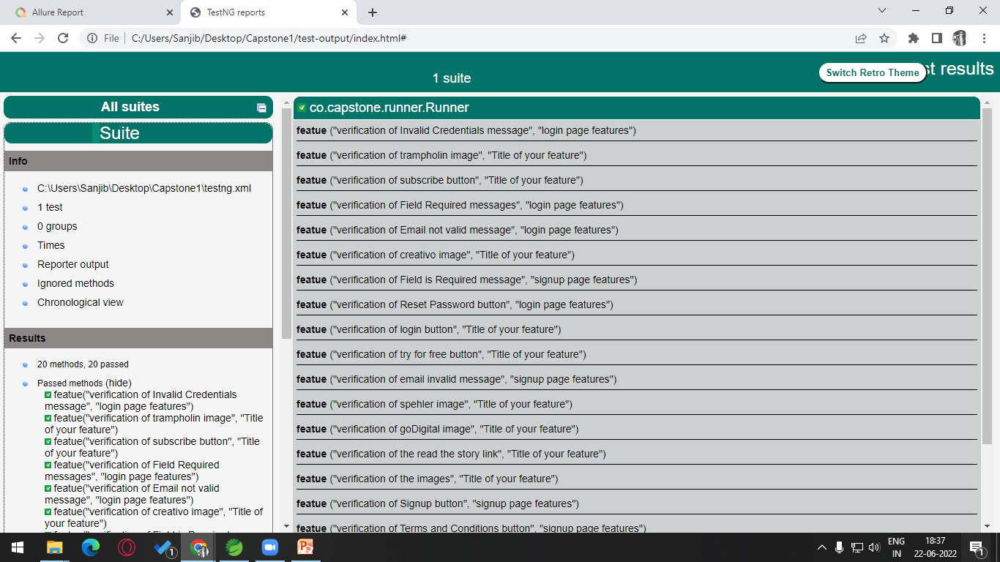 Allure Report
TestNG reports
File
C:/Users/Sanjib/Desktop/Capstone1/test-output/index.html#
1 suite
Switch Retro Theme
st results
All suites
Suite
Info
C:\Users\Sanjib\Desktop\Capstone1\testng.xml
1 test
0 groups
Times
Reporter output
Ignored methods
Chronological view
Results
20 methods, 20 passed
Passed methods (hide)
featue("verification of Invalid Credentials
message", "login page features")
featue("verification of trampholin image", "Title
of your feature")
featue("verification of subscribe button", "Title
of your feature")
featue("verification of Field Required
messages", "login page features")
featue("verification of Email not valid
message", "login page features")
featue("verification of creativo image", "Title of
your feature")
co.capstone.runner.Runner
featue ("verification of Invalid Credentials message", "login page features")
featue ("verification of trampholin image", "Title of your feature")
featue ("verification of subscribe button", "Title of your feature")
featue ("verification of Field Required messages", "login page features")
featue ("verification of Email not valid message", "login page features")
featue ("verification of creativo image", "Title of your feature")
featue ("verification of Field is Required message", "signup page features")
featue ("verification of Reset Password button", "login page features")
featue ("verification of login button", "Title of your feature")
featue ("verification of try for free button", "Title of your feature")
featue ("verification of email invalid message", "signup page features")
featue ("verification of spehler image", "Title of your feature")
featue ("verification of goDigital image", "Title of your feature")
featue ("verification of the read the story link", "Title of your feature")
featue ("verification of the images", "Title of your feature")
featue ("verification of Signup button", "signup page features")
featue ("verification of Terms and Conditions button", "signup page features")
1
ENG
IN
18:37
22-06-2022
1